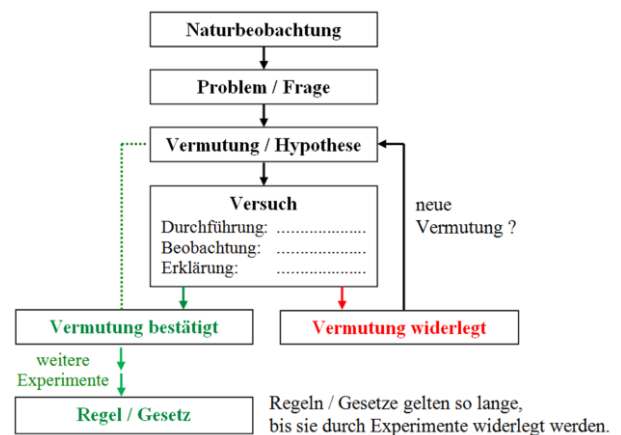 Naturbeobachtung
Problem / Frage
Vermutung / Hypothese
Versuch
Durchführung: .....................
Beobachtung: .....................
Erklärung: .....................
neue
Vermutung ?
Vermutung bestätigt
Vermutung widerlegt
weitere
Experimente
Regel / Gesetz
Regeln / Gesetze gelten so lange,
bis sie durch Experimente widerlegt werden.